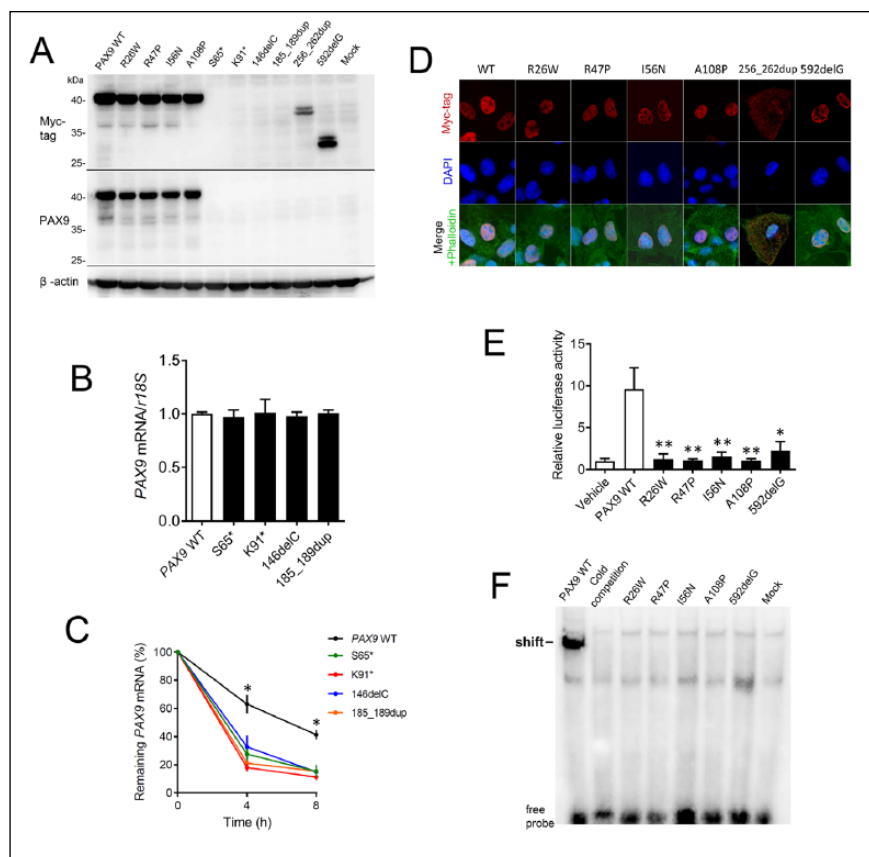 A
PAX9 WT
R26W
R47P
I56N
A108P
S65*
K91*
146delC
185_189dup
256_262dup
592delG
Mock
kDa
40-
Myc-
tag
35-
25-
40-
PAX9
35-
25-
β -actin
B
PAX9 mRNA/r18S
1.5
1.0
0.5
0.0
PAX9 WT
S65*
K91*
146delC
185_189dup
C
Remaining PAX9 mRNA (%)
100
80
60
40
20
0
*
*
PAX9 WT
S65*
K91*
146delC
185_189dup
0
4
8
Time (h)
D
WT
R26W
R47P
I56N
A108P
256_262dup
592delG
Myc-tag
DAPI
Merge
+Phalloidin
E
Relative luciferase activity
15
10
5
0
**
**
**
**
*
Vehicle
PAX9 WT
R26W
R47P
I56N
A108P
592delG
F
PAX9 WT
Cold
competition
R26W
R47P
I56N
A108P
592delG
Mock
shift–
free
probe